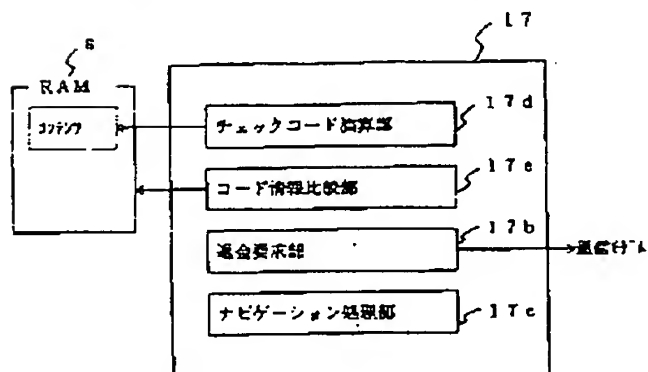 17
6
RAM
コンテンツ
チェックコード演算部
17d
コード情報比較部
17e
退会要求部
17b
ナビゲーション処理部
17c